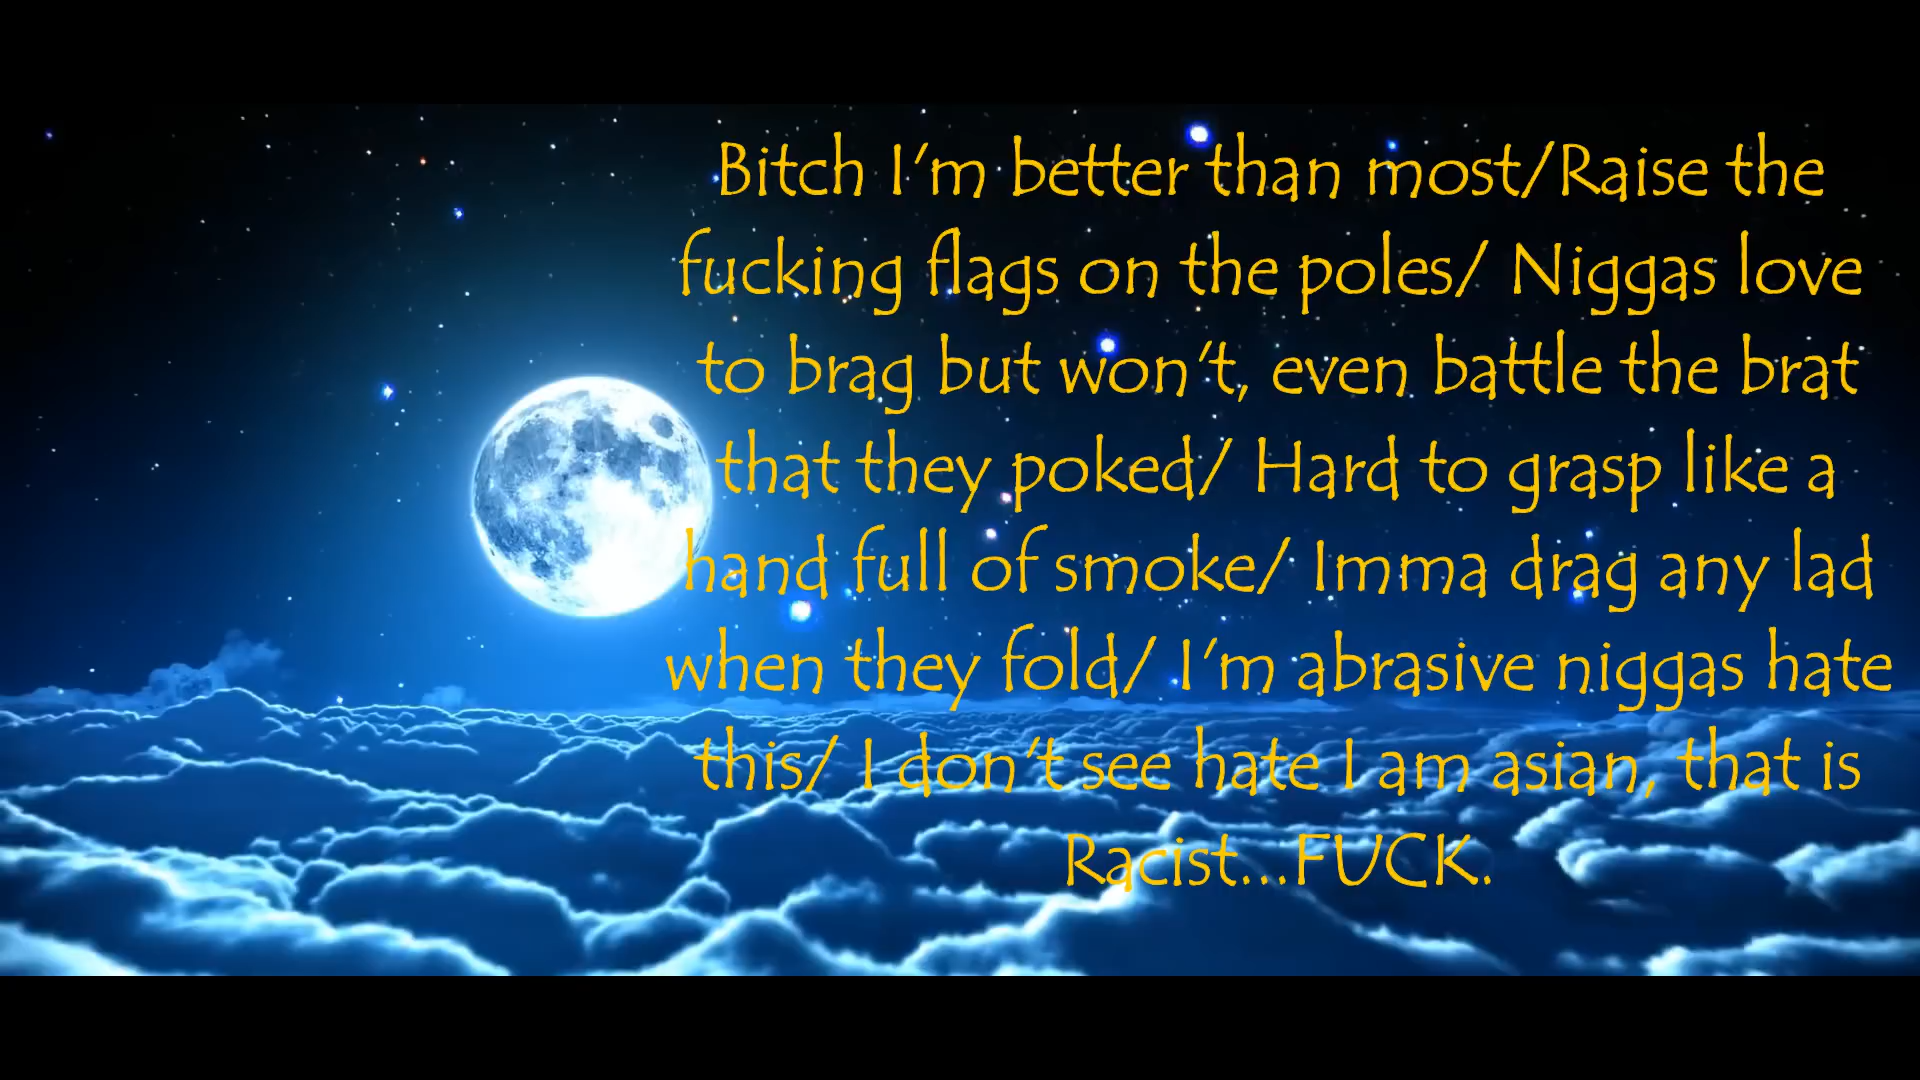 Bitch I'm better than most/Raise the
fucking flags on the poles/ Niggas love
to brag but won't, even battle the brat
that they poked/ Hard to grasp like a
hand full of smoke/ Imma drag any lad
when they fold/ I'm abrasive niggas hate
this/ I don't see hate I am asian, that is
Racist...FUCK.